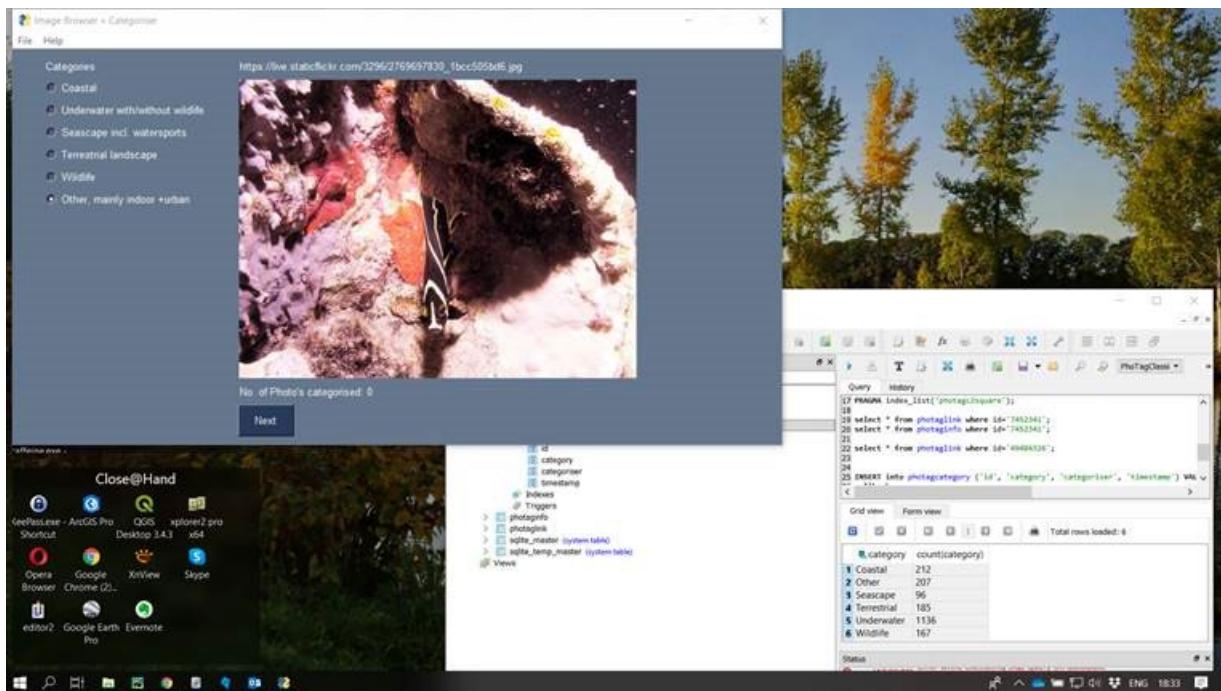 Image Browser + Categoriser
File Help
Categories
Coastal
Underwater with/without wildlife
Seascape incl. watersports
Terrestrial landscape
Wildlife
Other, mainly indoor +urban
https://live.staticflickr.com/3296/2769697830_1bcc505bd6.jpg
No. of Photo's categorised: 0
Next
Close@Hand
KeePass.exe - Shortcut
ArcGIS Pro
QGIS Desktop 3.4.3
xplorer2 pro x64
Opera Browser
Google Chrome (2)...
XnView
Skype
editor2
Google Earth Pro
Evernote
id
category
categoriser
timestamp
Indexes
Triggers
photaginfo
photaglink
sqlite_master (system table)
sqlite_temp_master (system table)
Views
PhoTagClassi
Query History
17 PRAGMA index_list('photagi2square');
18
19 select * from photaglink where id='7452341';
20 select * from photaginfo where id='7452341';
21
22 select * from photaglink where id='49404326';
23
24
25 INSERT into photagcategory ('id', 'category', 'categoriser', 'timestamp') VAL
Grid view Form view
Total rows loaded: 6
category count(category)
1 Coastal 212
2 Other 207
3 Seascape 96
4 Terrestrial 185
5 Underwater 1136
6 Wildlife 167
Status
ENG 18:33